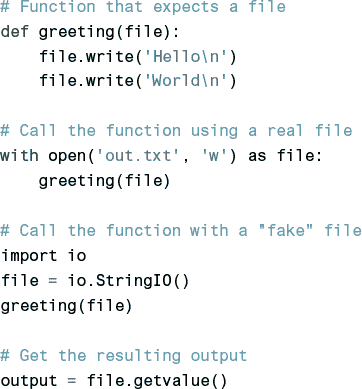 # Function that expects a file
def greeting(file):
    file.write('Hello\n')
    file.write('World\n')

# Call the function using a real file
with open('out.txt', 'w') as file:
    greeting(file)

# Call the function with a "fake" file
import io
file = io.StringIO()
greeting(file)

# Get the resulting output
output = file.getvalue()